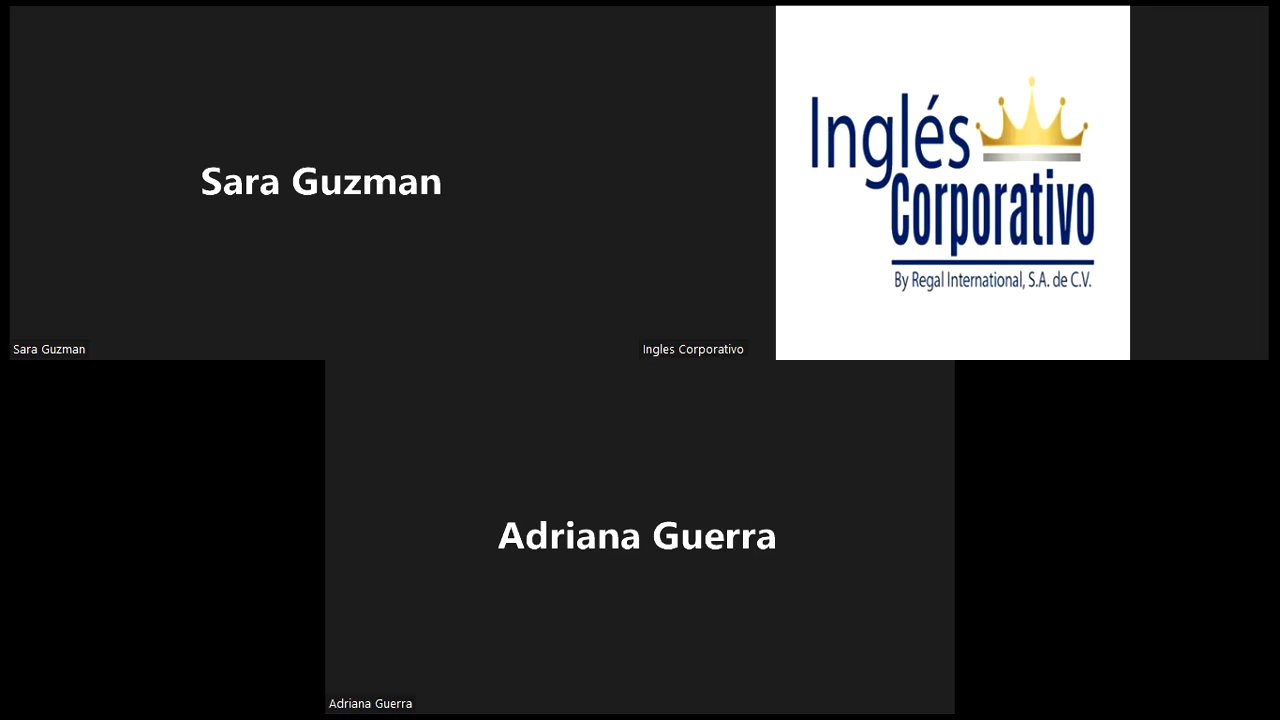 Sara Guzman
Sara Guzman
Inglés
Corporativo
By Regal International, S.A. de C.V.
Ingles Corporativo
Adriana Guerra
Adriana Guerra